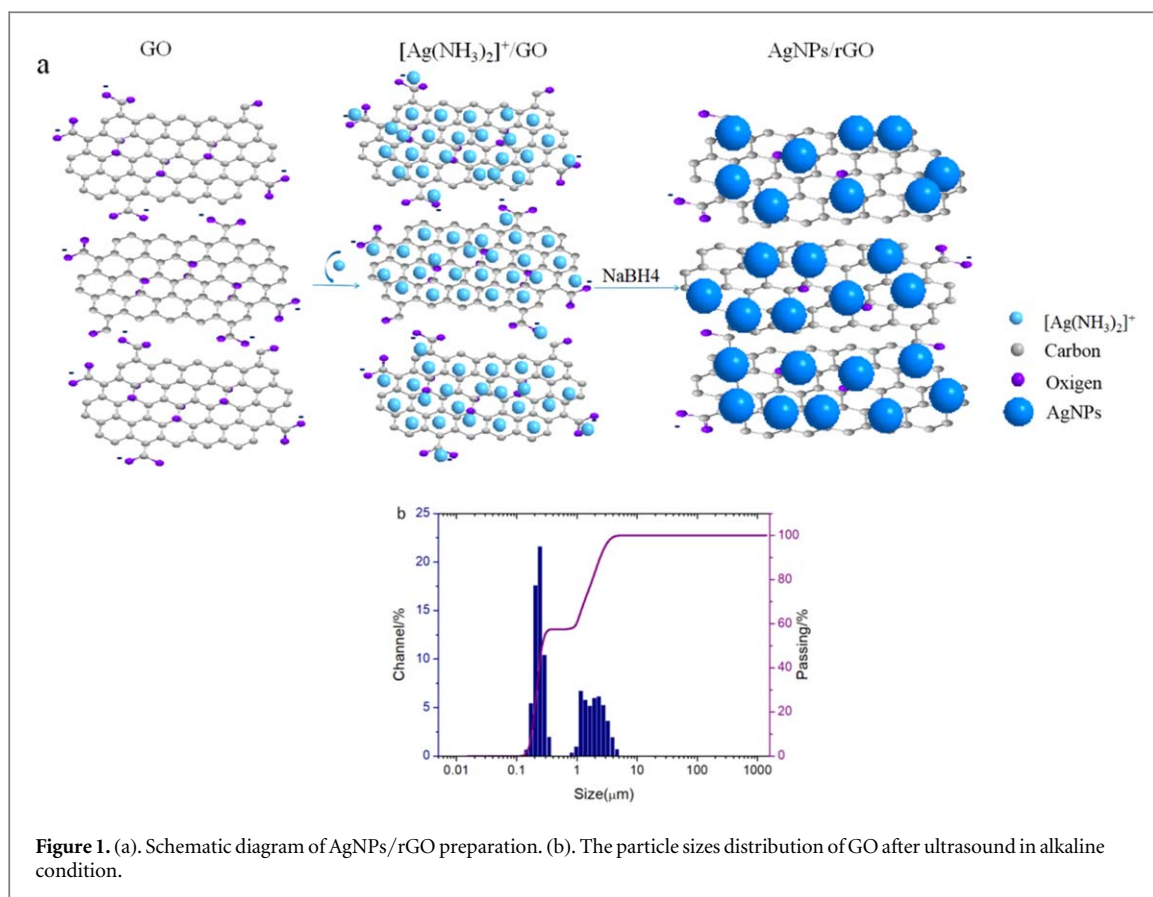 GO
[Ag(NH₃)₂]⁺/GO
AgNPs/rGO
a
NaBH4
[Ag(NH₃)₂]⁺
Carbon
Oxigen
AgNPs
b
25
20
15
10
5
0
Channel/%
100
80
60
40
20
0
Passing/%
0.01 0.1 1 10 100 1000
Size(μm)
Figure 1. (a). Schematic diagram of AgNPs/rGO preparation. (b). The particle sizes distribution of GO after ultrasound in alkaline
condition.